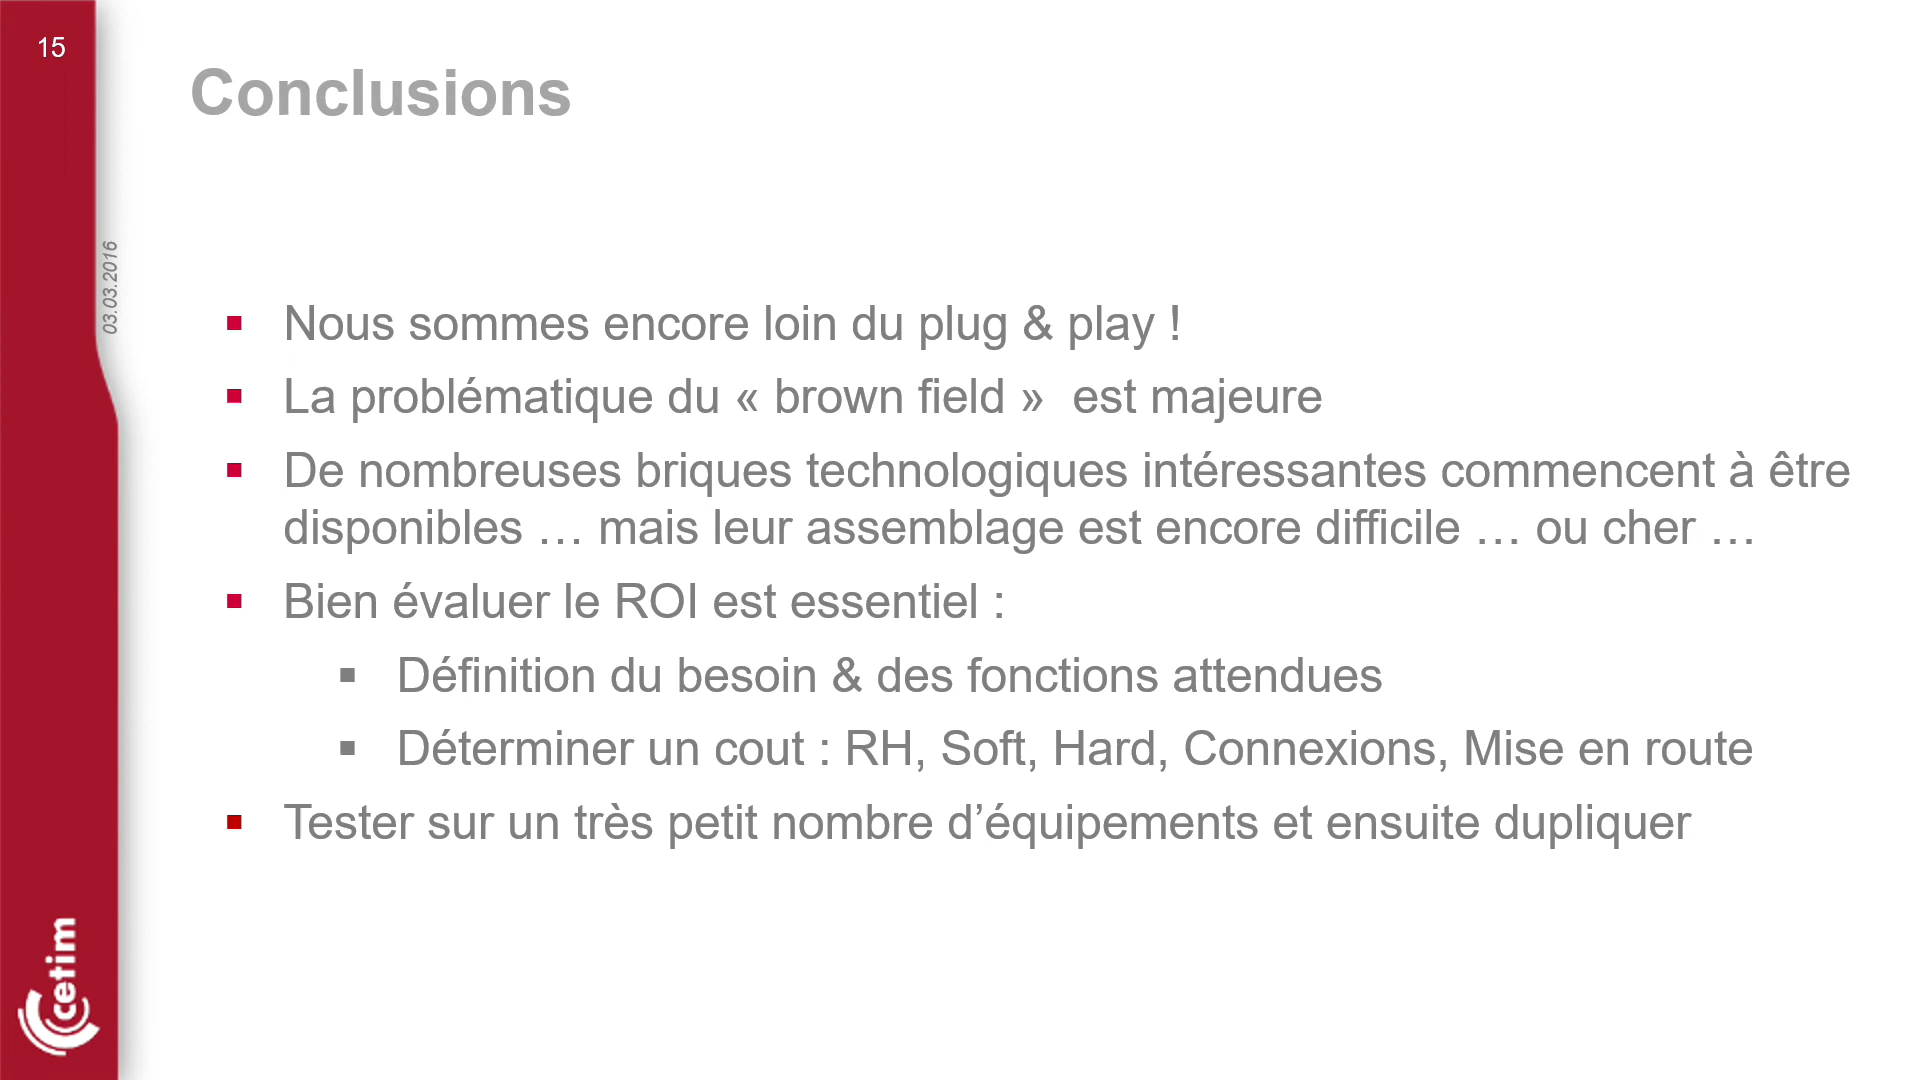 15
Conclusions
03.03.2016
▪ Nous sommes encore loin du plug & play !
▪ La problématique du « brown field »  est majeure
▪ De nombreuses briques technologiques intéressantes commencent à être
disponibles … mais leur assemblage est encore difficile … ou cher …
▪ Bien évaluer le ROI est essentiel :
▪ Définition du besoin & des fonctions attendues
▪ Déterminer un cout : RH, Soft, Hard, Connexions, Mise en route
▪ Tester sur un très petit nombre d’équipements et ensuite dupliquer
cetim